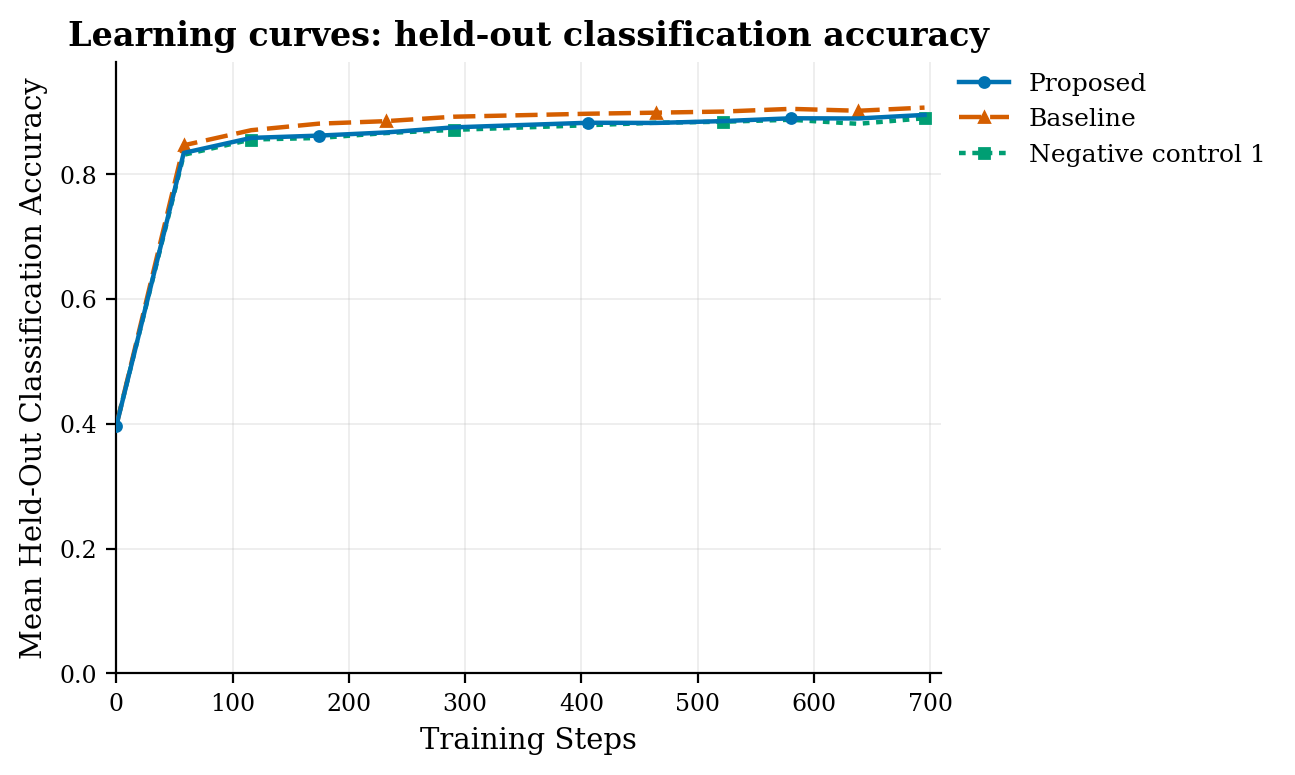 Learning curves: held-out classification accuracy
Proposed
Baseline
Negative control 1
Mean Held-Out Classification Accuracy
0.8
0.6
0.4
0.2
0.0
0 100 200 300 400 500 600 700
Training Steps